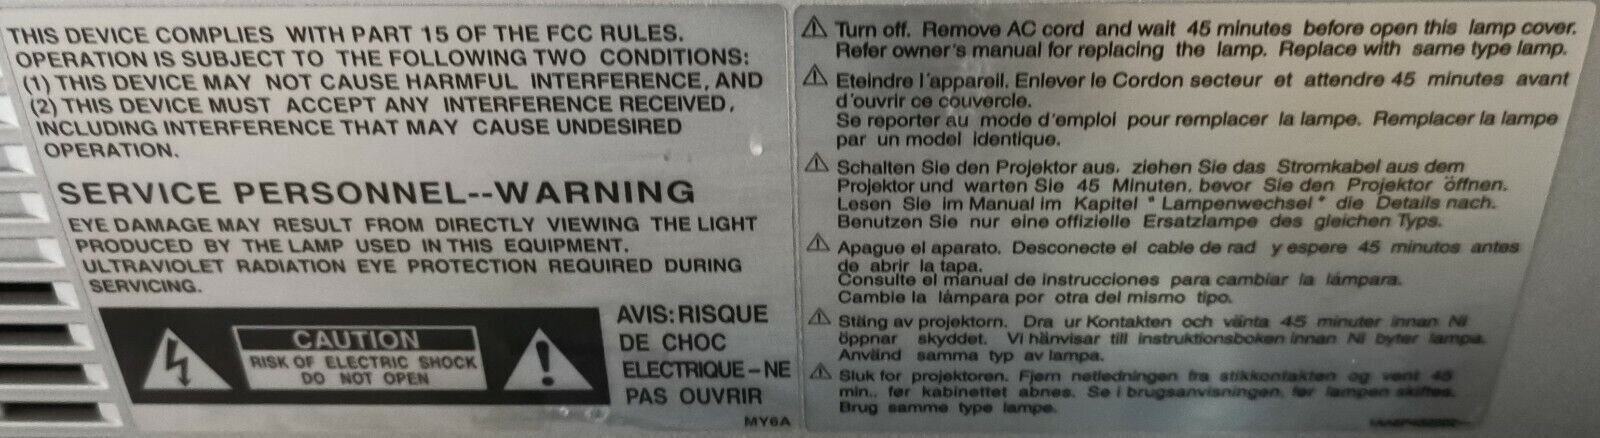 THIS DEVICE COMPLIES WITH PART 15 OF THE FCC RULES.
OPERATION IS SUBJECT TO THE FOLLOWING TWO CONDITIONS:
(1) THIS DEVICE MAY NOT CAUSE HARMFUL INTERFERENCE, AND
(2) THIS DEVICE MUST ACCEPT ANY INTERFERENCE RECEIVED,
INCLUDING INTERFERENCE THAT MAY CAUSE UNDESIRED
OPERATION.
SERVICE PERSONNEL--WARNING
EYE DAMAGE MAY RESULT FROM DIRECTLY VIEWING THE LIGHT
PRODUCED BY THE LAMP USED IN THIS EQUIPMENT.
ULTRAVIOLET RADIATION EYE PROTECTION REQUIRED DURING
SERVICING.
CAUTION
RISK OF ELECTRIC SHOCK
DO NOT OPEN
AVIS: RISQUE
DE CHOC
ELECTRIQUE-NE
PAS OUVRIR
MY6A
Turn off. Remove AC cord and wait 45 minutes before open this lamp cover.
Refer owner's manual for replacing the lamp. Replace with same type lamp.
Eteindre l'appareil. Enlever le Cordon secteur et attendre 45 minutes avant
d'ouvrir ce couvercle.
Se reporter au mode d'emploi pour remplacer la lampe. Remplacer la lampe
par un model identique.
Schalten Sie den Projektor aus, ziehen Sie das Stromkabel aus dem
Projektor und warten Sie 45 Minuten, bevor Sie den Projektor öffnen.
Lesen Sie im Manual im Kapitel "Lampenwechsel" die Details nach.
Benutzen Sie nur eine offizielle Ersatzlampe des gleichen Typs.
Apague el aparato. Desconecte el cable de rad y espere 45 minutos antes
de abrir la tapa.
Consulte el manual de instrucciones para cambiar la lámpara.
Cambie la lámpara por otra del mismo tipo.
Stäng av projektorn. Dra ur Kontakten och vänta 45 minuter innan Ni
öppnar skyddet. Vi hänvisar till instruktionsboken innan Ni byter lampa.
Använd samma typ av lampa.
Sluk for projektoren. Fjern netledningen fra stikkontakten og vent 45
min., før kabinettet abnes. Se i brugsanvisningen, før lampen skiftes.
Brug samme type lampe.